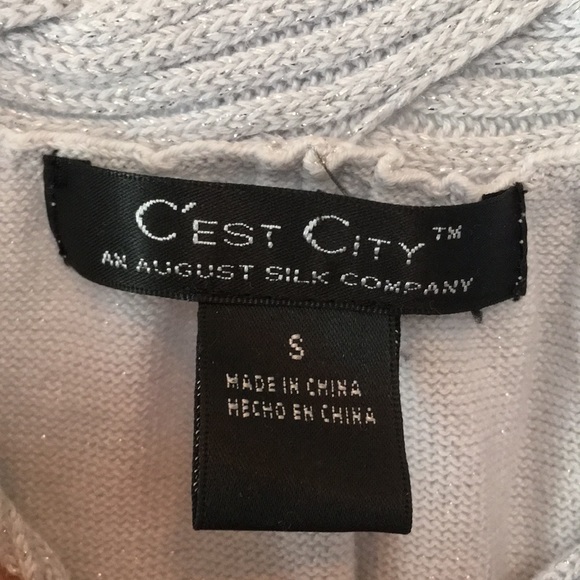 C'EST CITY™
AN AUGUST SILK COMPANY
S
MADE IN CHINA
HECHO EN CHINA